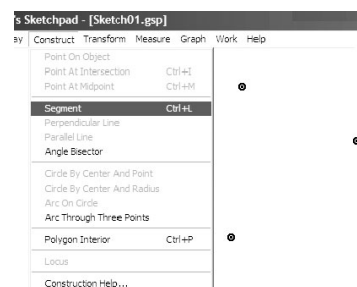 's Sketchpad - [Sketch01.gsp]
ay Construct Transform Measure Graph Work Help
Point On Object
Point At Intersection Ctrl+I
Point At Midpoint Ctrl+M
Segment Ctrl+L
Perpendicular Line
Parallel Line
Angle Bisector
Circle By Center And Point
Circle By Center And Radius
Arc On Circle
Arc Through Three Points
Polygon Interior Ctrl+P
Locus
Construction Help...